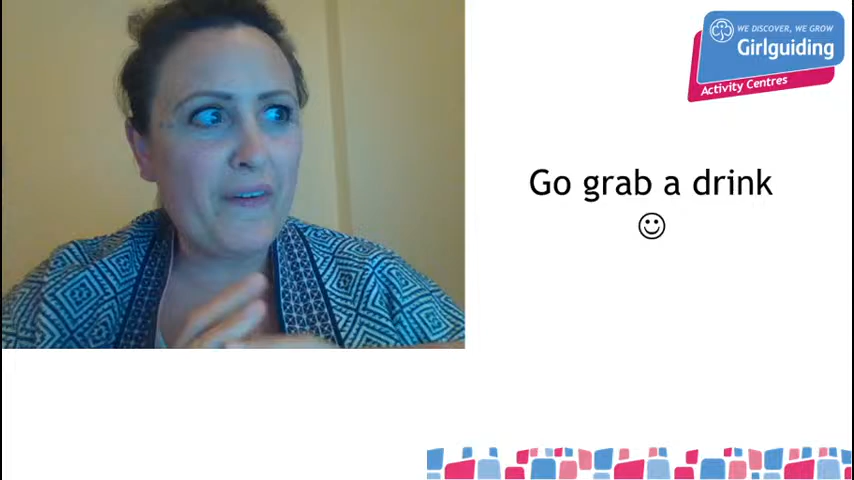 WE DISCOVER, WE GROW
Girlguiding
Activity Centres
Go grab a drink
☺